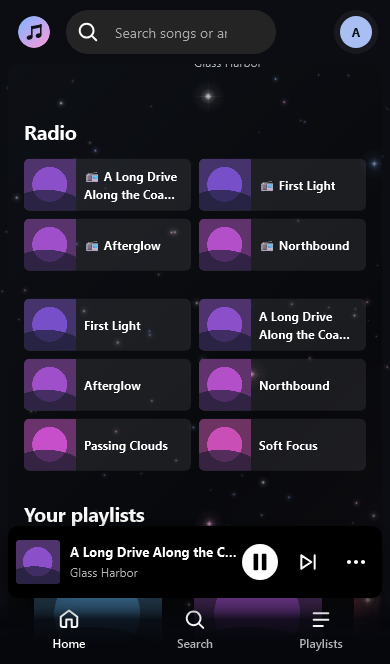 Search songs or ar
A
Glass Harbor
Radio
📻 A Long Drive
Along the Coa...
📻 First Light
📻 Afterglow
📻 Northbound
First Light
A Long Drive
Along the Coa...
Afterglow
Northbound
Passing Clouds
Soft Focus
Your playlists
A Long Drive Along the C...
Glass Harbor
Home
Search
Playlists